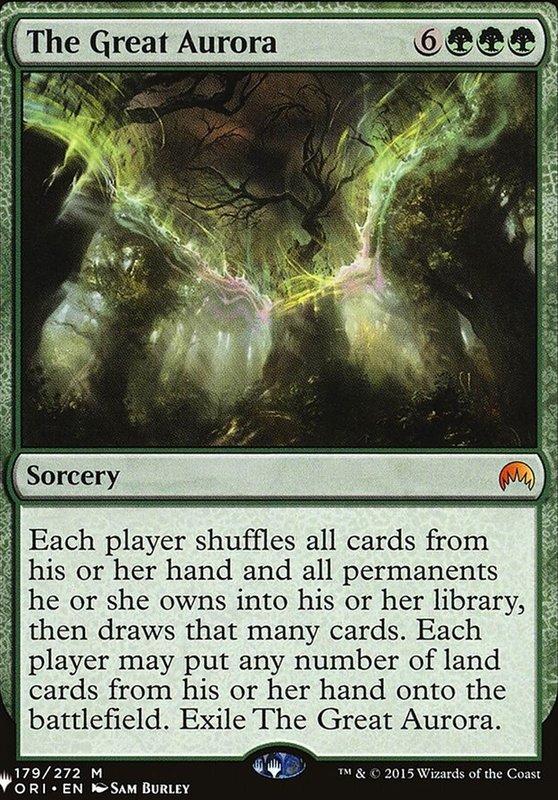 The Great Aurora 6
Sorcery
Each player shuffles all cards from
his or her hand and all permanents
he or she owns into his or her library,
then draws that many cards. Each
player may put any number of land
cards from his or her hand onto the
battlefield. Exile The Great Aurora.
179/272 M
ORI • EN SAM BURLEY
™ & © 2015 Wizards of the Coast